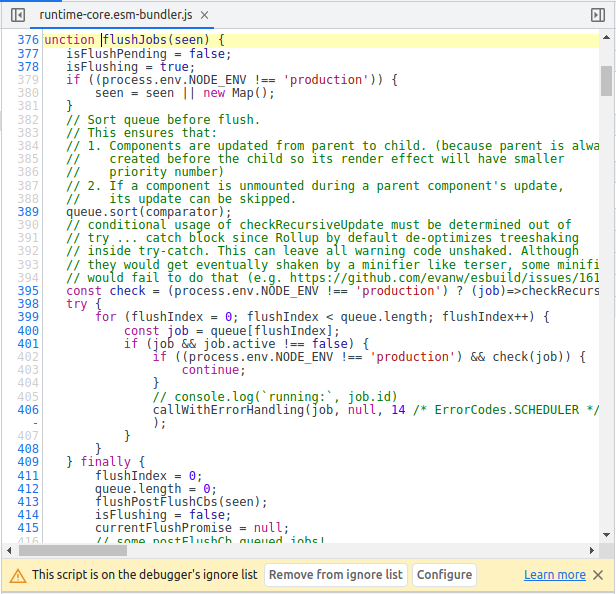 runtime-core.esm-bundler.js ×
376 unction flushJobs(seen) {
377 isFlushPending = false;
378 isFlushing = true;
379 if ((process.env.NODE_ENV !== 'production')) {
380 seen = seen || new Map();
381 }
382 // Sort queue before flush.
383 // This ensures that:
384 // 1. Components are updated from parent to child. (because parent is alwa
385 // created before the child so its render effect will have smaller
386 // priority number)
387 // 2. If a component is unmounted during a parent component's update,
388 // its update can be skipped.
389 queue.sort(comparator);
390 // conditional usage of checkRecursiveUpdate must be determined out of
391 // try ... catch block since Rollup by default de-optimizes treeshaking
392 // inside try-catch. This can leave all warning code unshaked. Although
393 // they would get eventually shaken by a minifier like terser, some minifi
394 // would fail to do that (e.g. https://github.com/evanw/esbuild/issues/161
395 const check = (process.env.NODE_ENV !== 'production') ? (job)=>checkRecurs
398 try {
399 for (flushIndex = 0; flushIndex < queue.length; flushIndex++) {
400 const job = queue[flushIndex];
401 if (job && job.active !== false) {
402 if ((process.env.NODE_ENV !== 'production') && check(job)) {
403 continue;
404 }
405 // console.log(`running:`, job.id)
406 callWithErrorHandling(job, null, 14 /* ErrorCodes.SCHEDULER */
- );
407 }
408 }
409 } finally {
411 flushIndex = 0;
412 queue.length = 0;
413 flushPostFlushCbs(seen);
414 isFlushing = false;
415 currentFlushPromise = null;
416 // some postFlushCb queued jobs!
This script is on the debugger's ignore list Remove from ignore list Configure Learn more ×